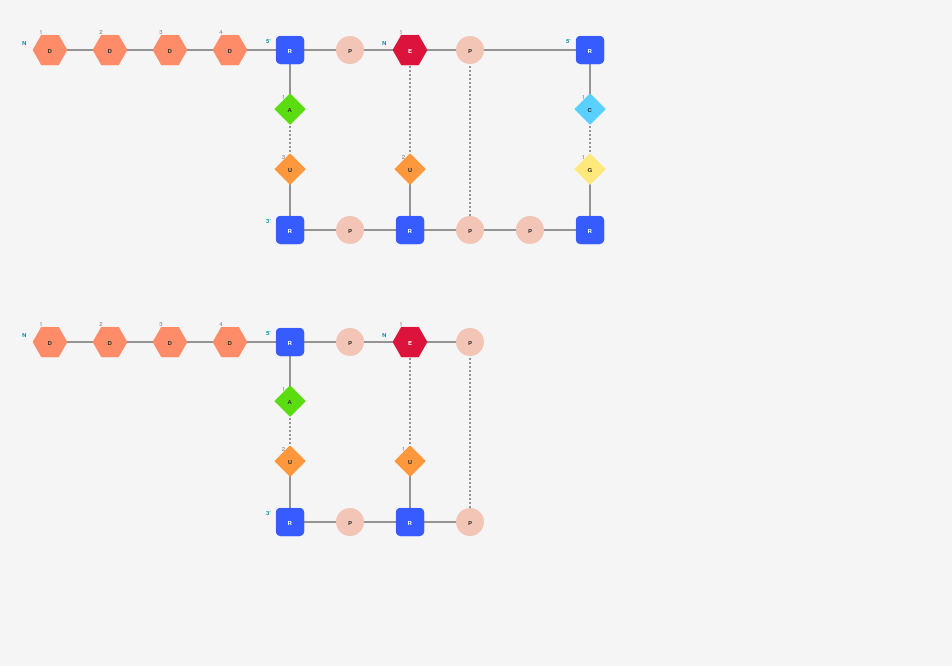 1 2 3 4 1
N D D D D 5' R P N E P 5' R
1 A 1 C
3 U 2 U 1 G
3' R P R P P R
1 2 3 4 1
N D D D D 5' R P N E P
1 A
2 U 1 U
3' R P R P